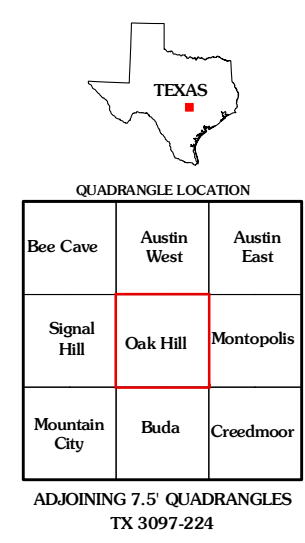 TEXAS
QUADRANGLE LOCATION
Bee Cave
Austin
West
Austin
East
Signal
Hill
Oak Hill
Montopolis
Mountain
City
Buda
Creedmoor
ADJOINING 7.5' QUADRANGLES
TX 3097-224